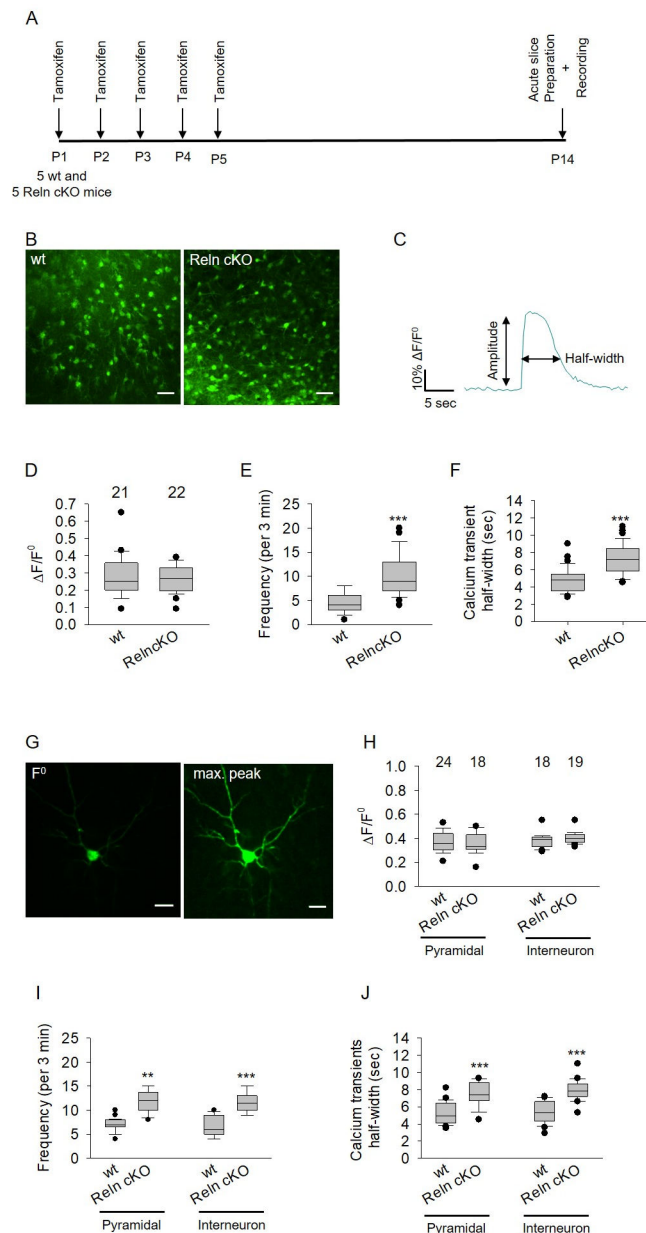 A
Tamoxifen
Tamoxifen
Tamoxifen
Tamoxifen
Tamoxifen
Acute slice
Preparation
+
Recording
P1
P2
P3
P4
P5
P14
5 wt and
5 Reln cKO mice
B
wt
Reln cKO
C
10% ΔF/F⁰
5 sec
Amplitude
Half-width
D
21
22
ΔF/F⁰
0.7
0.6
0.5
0.4
0.3
0.2
0.1
0.0
wt
RelncKO
E
Frequency (per 3 min)
25
20
15
10
5
0
***
wt
RelncKO
F
Calcium transient
half-width (sec)
14
12
10
8
6
4
2
0
***
wt
RelncKO
G
F⁰
max. peak
H
24
18
18
19
ΔF/F⁰
1.0
0.8
0.6
0.4
0.2
0.0
wt
Reln cKO
wt
Reln cKO
Pyramidal
Interneuron
I
Frequency (per 3 min)
25
20
15
10
5
0
**
***
wt
Reln cKO
wt
Reln cKO
Pyramidal
Interneuron
J
Calcium transients
half-width (sec)
14
12
10
8
6
4
2
0
***
***
wt
Reln cKO
wt
Reln cKO
Pyramidal
Interneuron